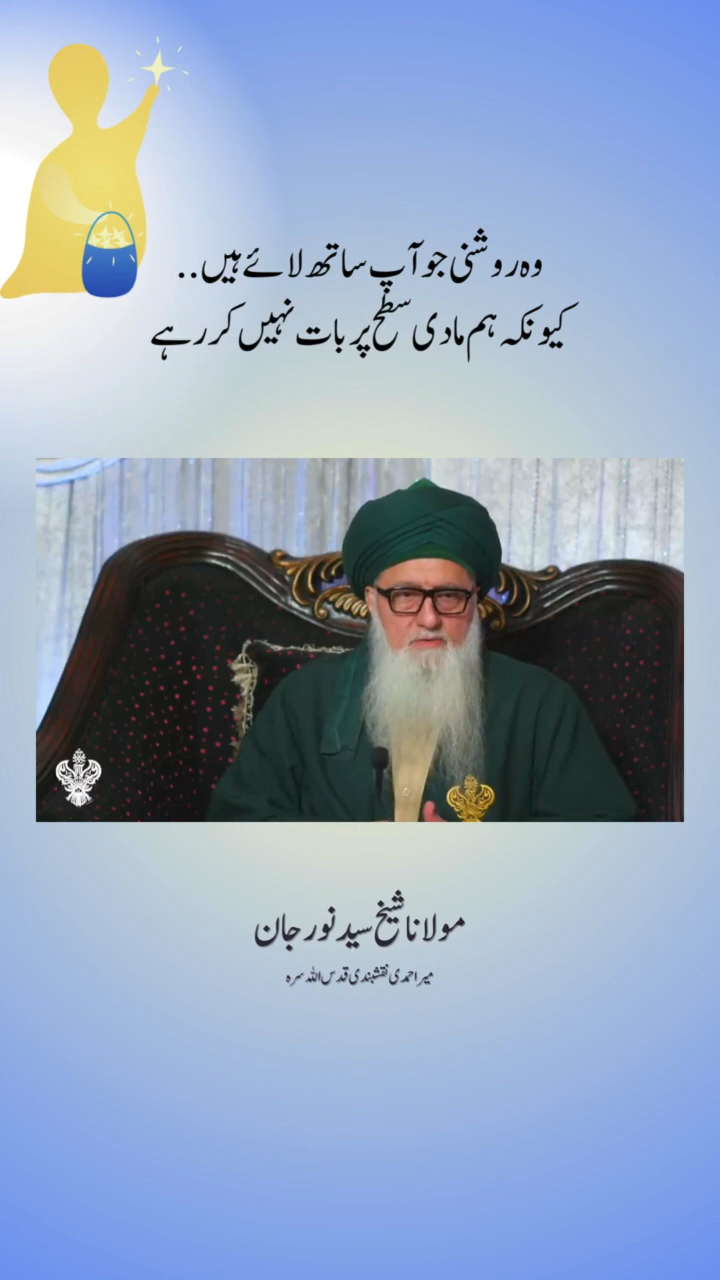 وہ روشنی جو آپ ساتھ لائے ہیں..
کیونکہ ہم مادی سطح پر بات نہیں کر رہے
مولانا شیخ سید نور جان
میر احمدی نقشبندی قدس اللہ سرہ